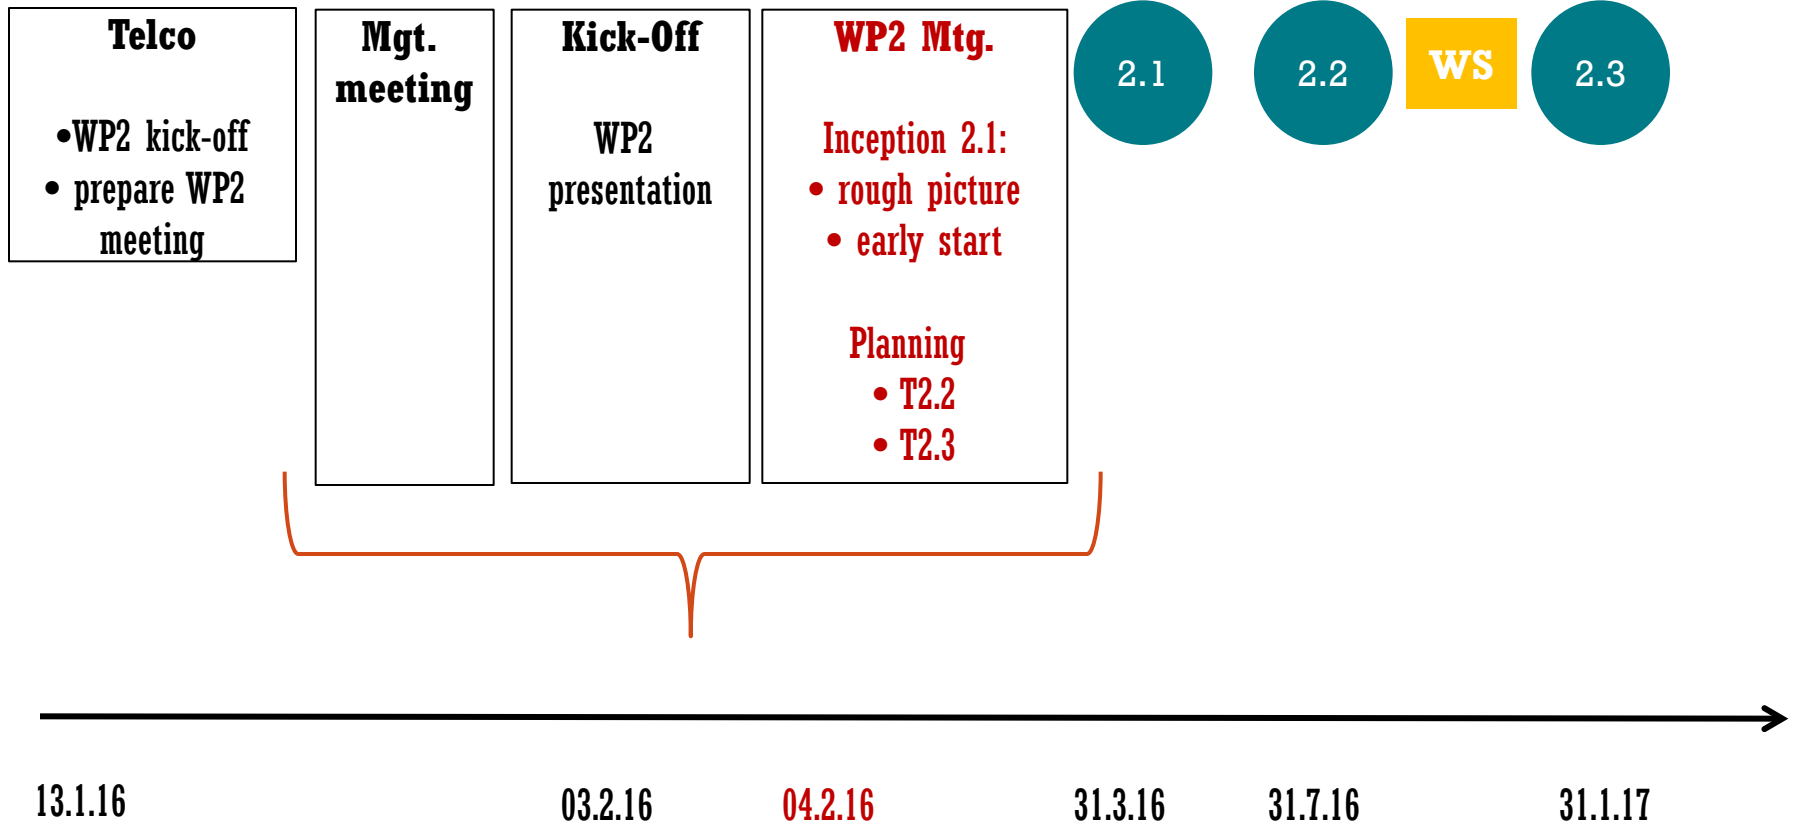 Telco
•WP2 kick-off
• prepare WP2
meeting
Mgt.
meeting
Kick-Off
WP2
presentation
WP2 Mtg.
Inception 2.1:
• rough picture
• early start
Planning
• T2.2
• T2.3
2.1
2.2
WS
2.3
13.1.16
03.2.16
04.2.16
31.3.16
31.7.16
31.1.17